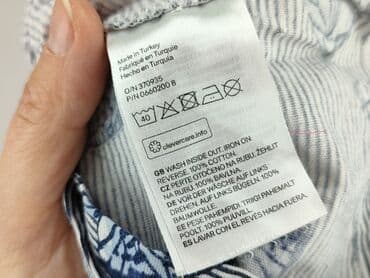 Made in Turkey
Fabriqué en Turquie
Hecho en Turquía
O/N 370935
P/N 0660200 B
40
clevercare.info
GB WASH INSIDE OUT. IRON ON
REVERSE. 100% COTTON.
CZ PERTE OTOČENO NA RUBU. ŽEHLIT
NA RUBU. 100% BAVLNA.
DE VOR DER WÄSCHE AUF LINKS
DREHEN. AUF LINKS BÜGELN. 100%
BAUMWOLLE.
EE PESE PAHEMPIDI. TRIIGI PAHEMALT
POOLT. 100% PUUVILL.
ES LAVAR CON EL REVÉS HACIA FUERA.